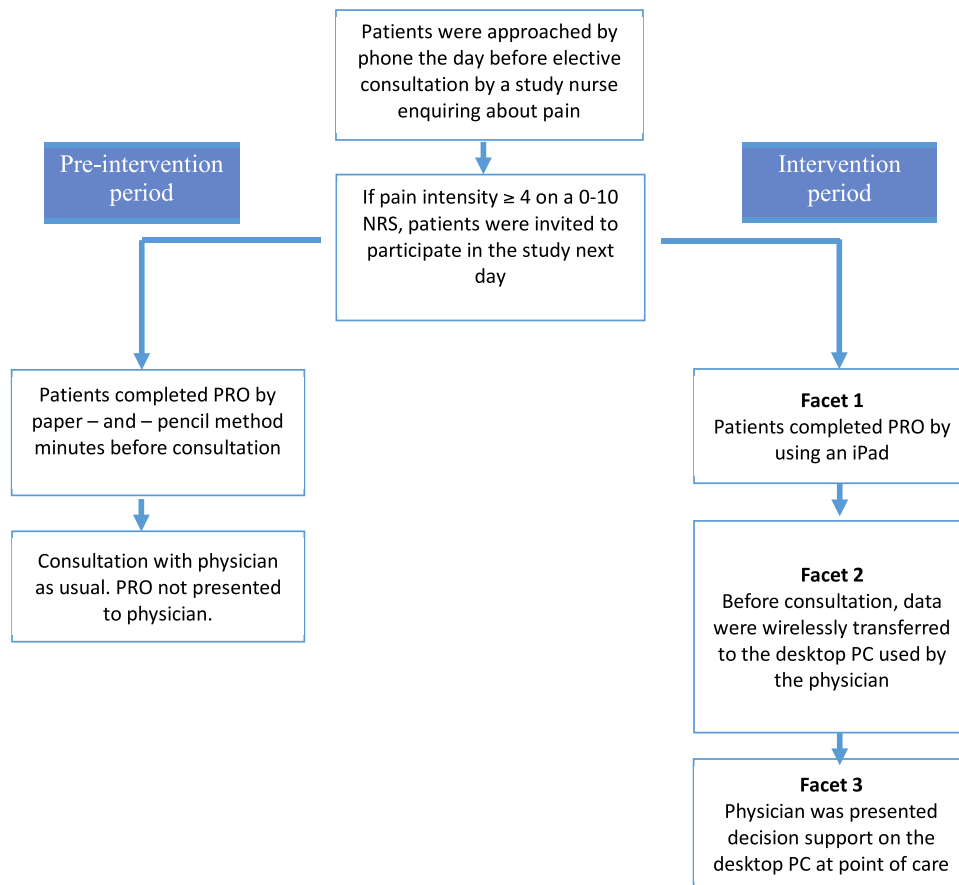 Patients were approached by
phone the day before elective
consultation by a study nurse
enquiring about pain
Pre-intervention
period
Intervention
period
If pain intensity ≥ 4 on a 0-10
NRS, patients were invited to
participate in the study next
day
Patients completed PRO by
paper – and – pencil method
minutes before consultation
Consultation with physician
as usual. PRO not presented
to physician.
Facet 1
Patients completed PRO by
using an iPad
Facet 2
Before consultation, data
were wirelessly transferred
to the desktop PC used by
the physician
Facet 3
Physician was presented
decision support on the
desktop PC at point of care